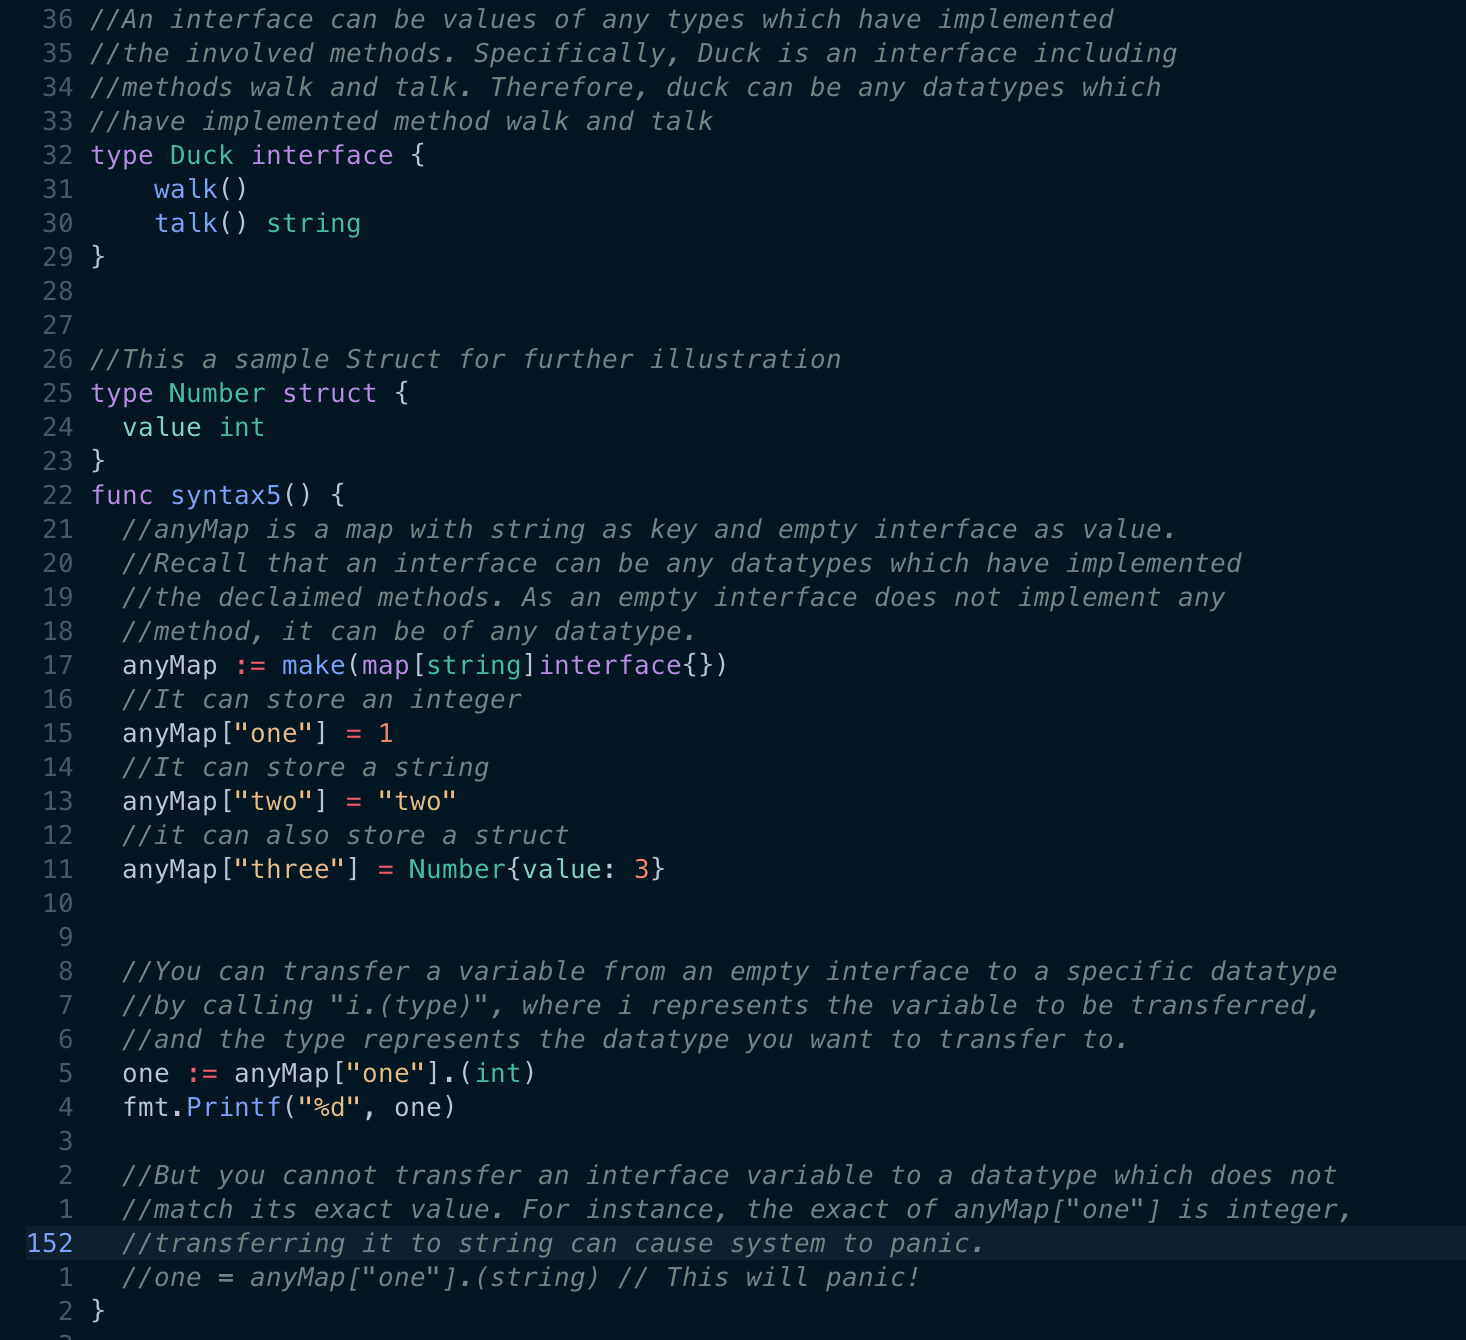 36 //An interface can be values of any types which have implemented
35 //the involved methods. Specifically, Duck is an interface including
34 //methods walk and talk. Therefore, duck can be any datatypes which
33 //have implemented method walk and talk
32 type Duck interface {
31     walk()
30     talk() string
29 }
28
27
26 //This a sample Struct for further illustration
25 type Number struct {
24   value int
23 }
22 func syntax5() {
21   //anyMap is a map with string as key and empty interface as value.
20   //Recall that an interface can be any datatypes which have implemented
19   //the declaimed methods. As an empty interface does not implement any
18   //method, it can be of any datatype.
17   anyMap := make(map[string]interface{})
16   //It can store an integer
15   anyMap["one"] = 1
14   //It can store a string
13   anyMap["two"] = "two"
12   //it can also store a struct
11   anyMap["three"] = Number{value: 3}
10
9
8   //You can transfer a variable from an empty interface to a specific datatype
7   //by calling "i.(type)", where i represents the variable to be transferred,
6   //and the type represents the datatype you want to transfer to.
5   one := anyMap["one"].(int)
4   fmt.Printf("%d", one)
3
2   //But you cannot transfer an interface variable to a datatype which does not
1   //match its exact value. For instance, the exact of anyMap["one"] is integer,
152   //transferring it to string can cause system to panic.
1   //one = anyMap["one"].(string) // This will panic!
2 }